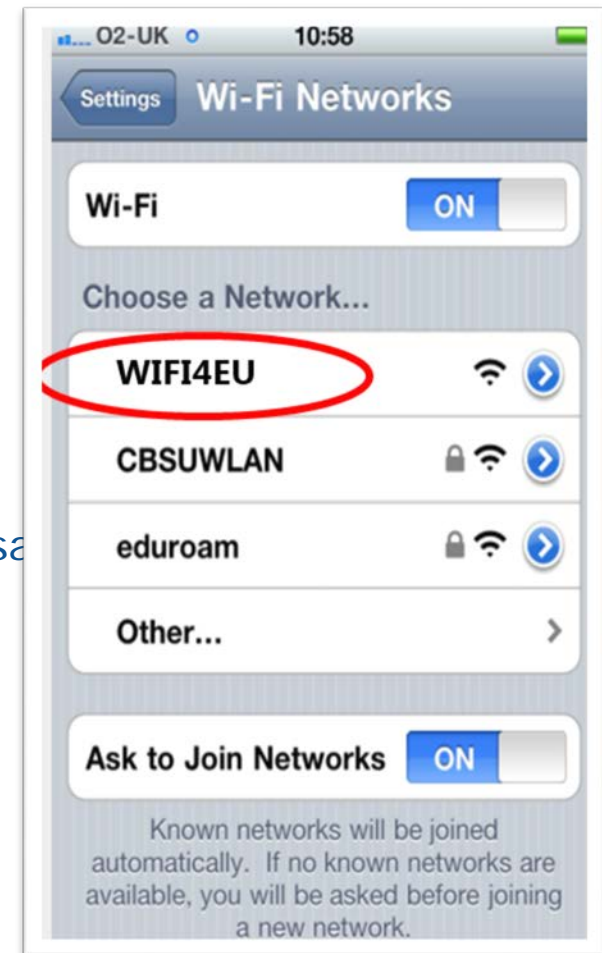 O2-UK 10:58
Settings Wi-Fi Networks
Wi-Fi ON
Choose a Network...
WIFI4EU
CBSUWLAN
eduroam
Other...
Ask to Join Networks ON
Known networks will be joined
automatically. If no known networks are
available, you will be asked before joining
a new network.